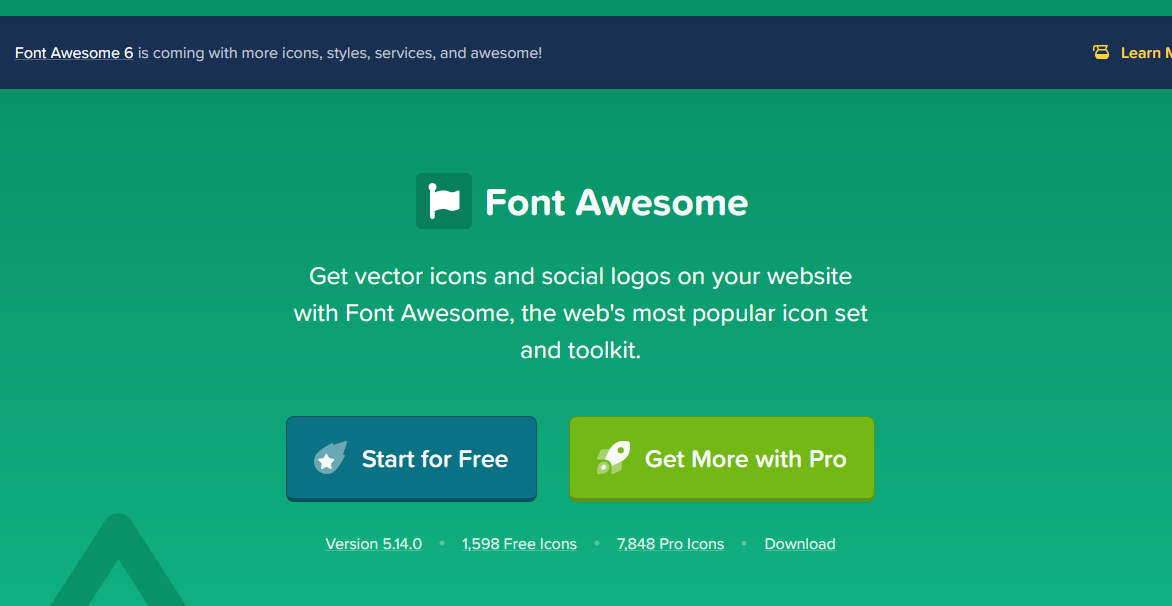 Font Awesome 6 is coming with more icons, styles, services, and awesome!
Learn M
Font Awesome
Get vector icons and social logos on your website
with Font Awesome, the web's most popular icon set
and toolkit.
Start for Free
Get More with Pro
Version 5.14.0 • 1,598 Free Icons • 7,848 Pro Icons • Download